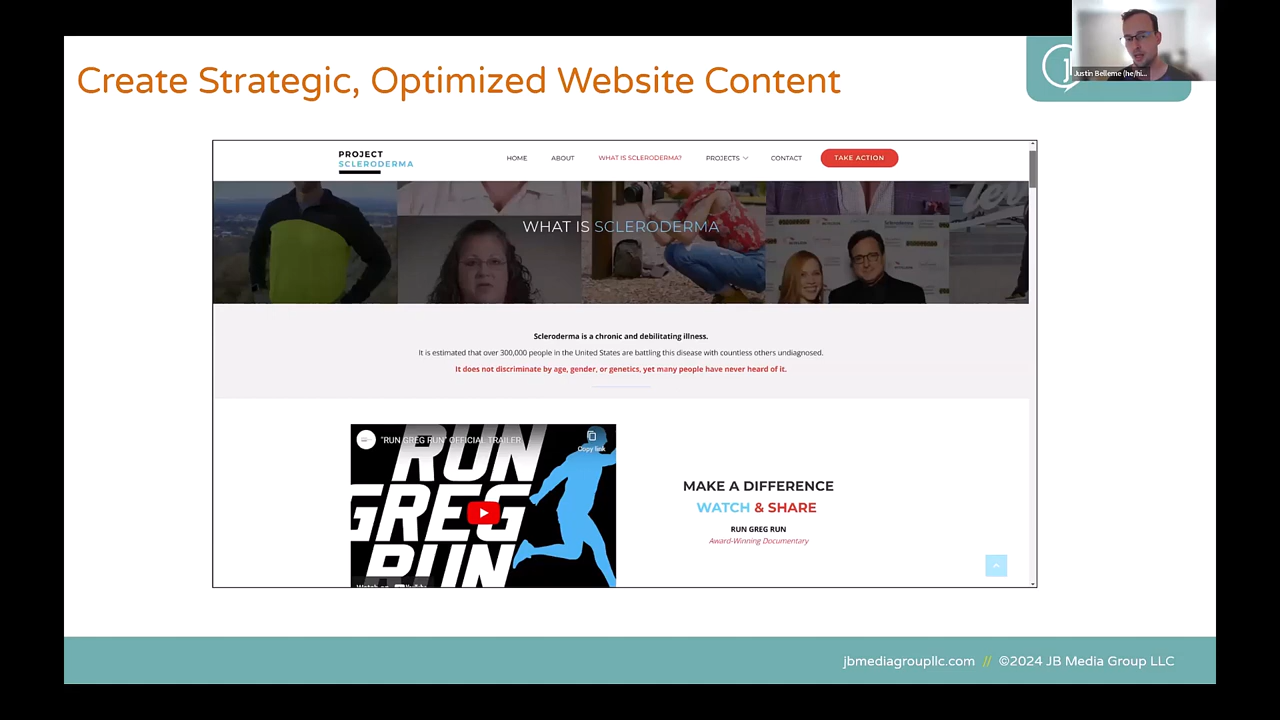 Create Strategic, Optimized Website Content
J
Justin Belleme (he/hi...
PROJECT
SCLERODERMA
HOME ABOUT WHAT IS SCLERODERMA? PROJECTS CONTACT TAKE ACTION
WHAT IS SCLERODERMA
Scleroderma is a chronic and debilitating illness.
It is estimated that over 300,000 people in the United States are battling this disease with countless others undiagnosed.
It does not discriminate by age, gender, or genetics, yet many people have never heard of it.
"RUN GREG RUN" OFFICIAL TRAILER
Copy link
RUN
GREG
RUN
Watch on YouTube
MAKE A DIFFERENCE
WATCH & SHARE
RUN GREG RUN
Award-Winning Documentary
jbmediagroupllc.com // ©2024 JB Media Group LLC